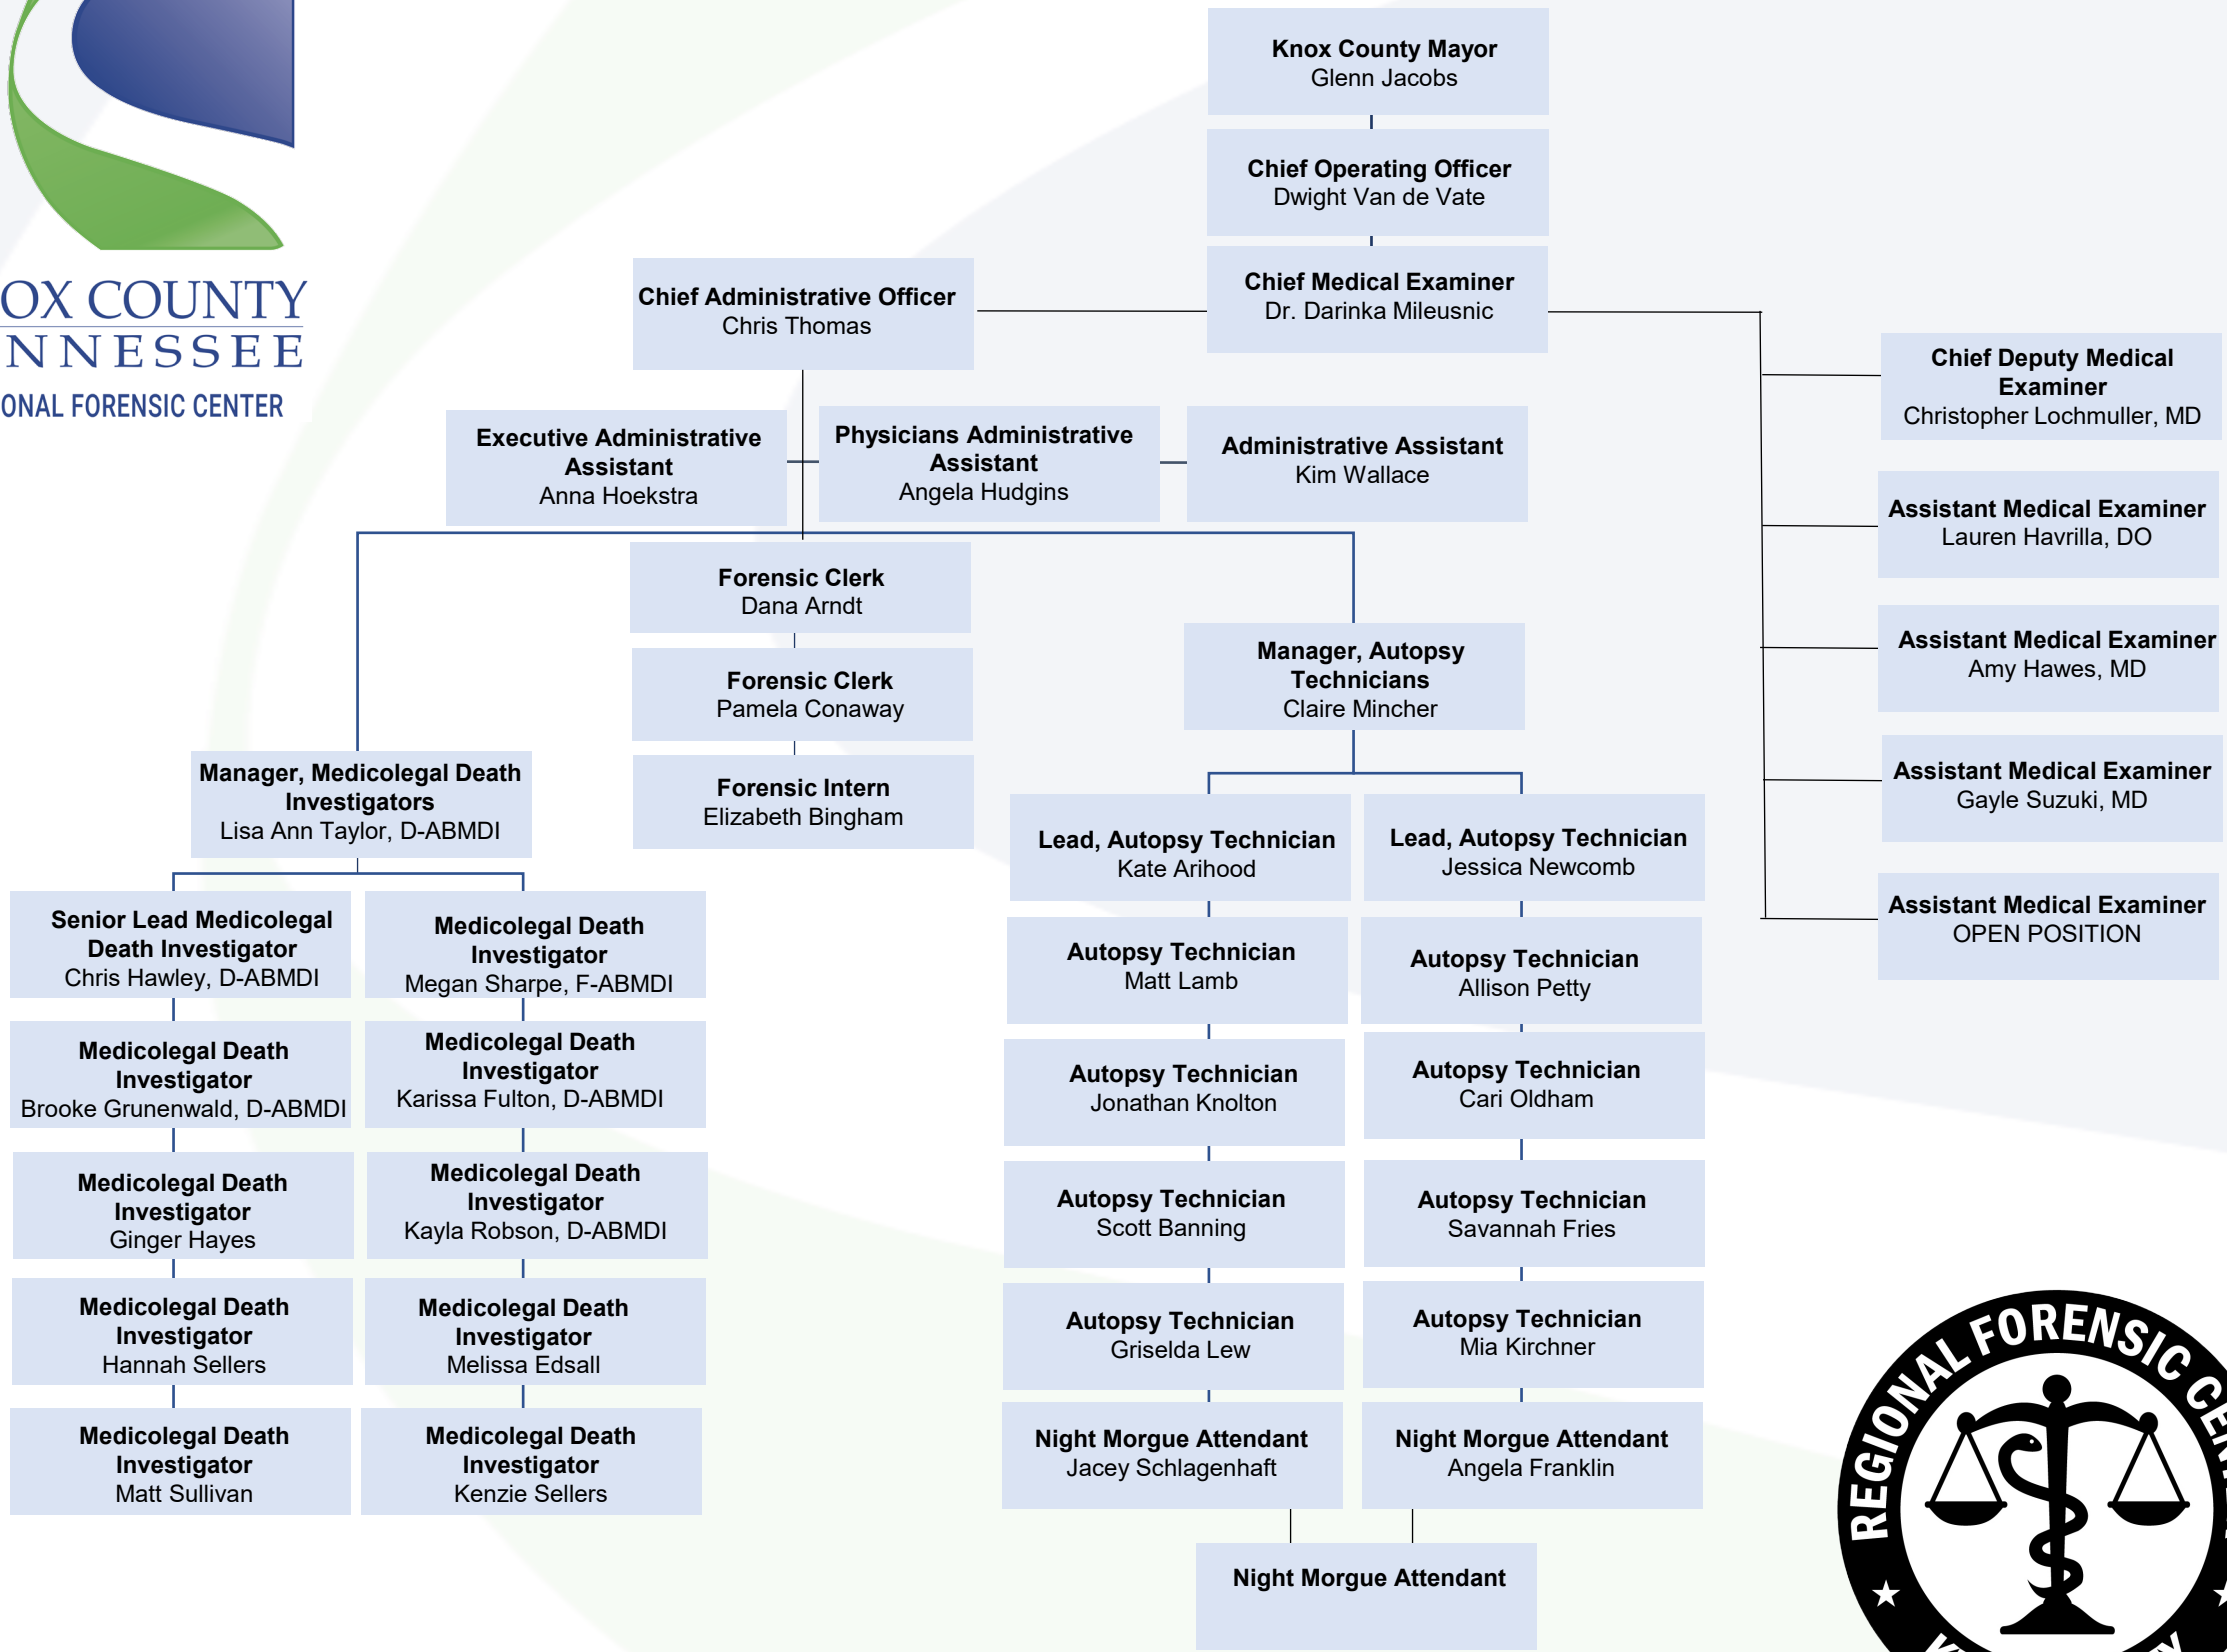 OX COUNTY
NNESSEE
ONAL FORENSIC CENTER
Knox County Mayor
Glenn Jacobs
Chief Operating Officer
Dwight Van de Vate
Chief Medical Examiner
Dr. Darinka Mileusnic
Chief Administrative Officer
Chris Thomas
Executive Administrative
Assistant
Anna Hoekstra
Physicians Administrative
Assistant
Angela Hudgins
Administrative Assistant
Kim Wallace
Chief Deputy Medical
Examiner
Christopher Lochmuller, MD
Assistant Medical Examiner
Lauren Havrilla, DO
Assistant Medical Examiner
Amy Hawes, MD
Assistant Medical Examiner
Gayle Suzuki, MD
Assistant Medical Examiner
OPEN POSITION
Forensic Clerk
Dana Arndt
Forensic Clerk
Pamela Conaway
Forensic Intern
Elizabeth Bingham
Manager, Medicolegal Death
Investigators
Lisa Ann Taylor, D-ABMDI
Senior Lead Medicolegal
Death Investigator
Chris Hawley, D-ABMDI
Medicolegal Death
Investigator
Brooke Grunenwald, D-ABMDI
Medicolegal Death
Investigator
Ginger Hayes
Medicolegal Death
Investigator
Hannah Sellers
Medicolegal Death
Investigator
Matt Sullivan
Medicolegal Death
Investigator
Megan Sharpe, F-ABMDI
Medicolegal Death
Investigator
Karissa Fulton, D-ABMDI
Medicolegal Death
Investigator
Kayla Robson, D-ABMDI
Medicolegal Death
Investigator
Melissa Edsall
Medicolegal Death
Investigator
Kenzie Sellers
Manager, Autopsy
Technicians
Claire Mincher
Lead, Autopsy Technician
Kate Arihood
Autopsy Technician
Matt Lamb
Autopsy Technician
Jonathan Knolton
Autopsy Technician
Scott Banning
Autopsy Technician
Griselda Lew
Night Morgue Attendant
Jacey Schlagenhaft
Lead, Autopsy Technician
Jessica Newcomb
Autopsy Technician
Allison Petty
Autopsy Technician
Cari Oldham
Autopsy Technician
Savannah Fries
Autopsy Technician
Mia Kirchner
Night Morgue Attendant
Angela Franklin
Night Morgue Attendant
REGIONAL FORENSIC